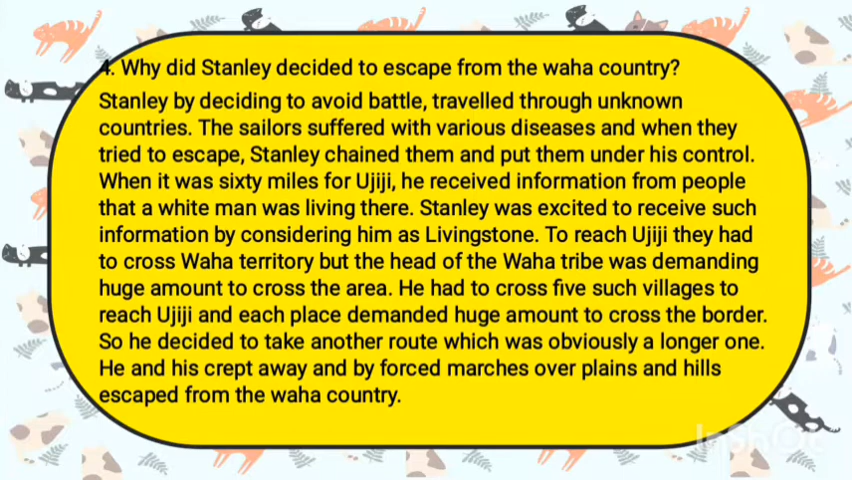 4. Why did Stanley decided to escape from the waha country?
Stanley by deciding to avoid battle, travelled through unknown
countries. The sailors suffered with various diseases and when they
tried to escape, Stanley chained them and put them under his control.
When it was sixty miles for Ujiji, he received information from people
that a white man was living there. Stanley was excited to receive such
information by considering him as Livingstone. To reach Ujiji they had
to cross Waha territory but the head of the Waha tribe was demanding
huge amount to cross the area. He had to cross five such villages to
reach Ujiji and each place demanded huge amount to cross the border.
So he decided to take another route which was obviously a longer one.
He and his crept away and by forced marches over plains and hills
escaped from the waha country.